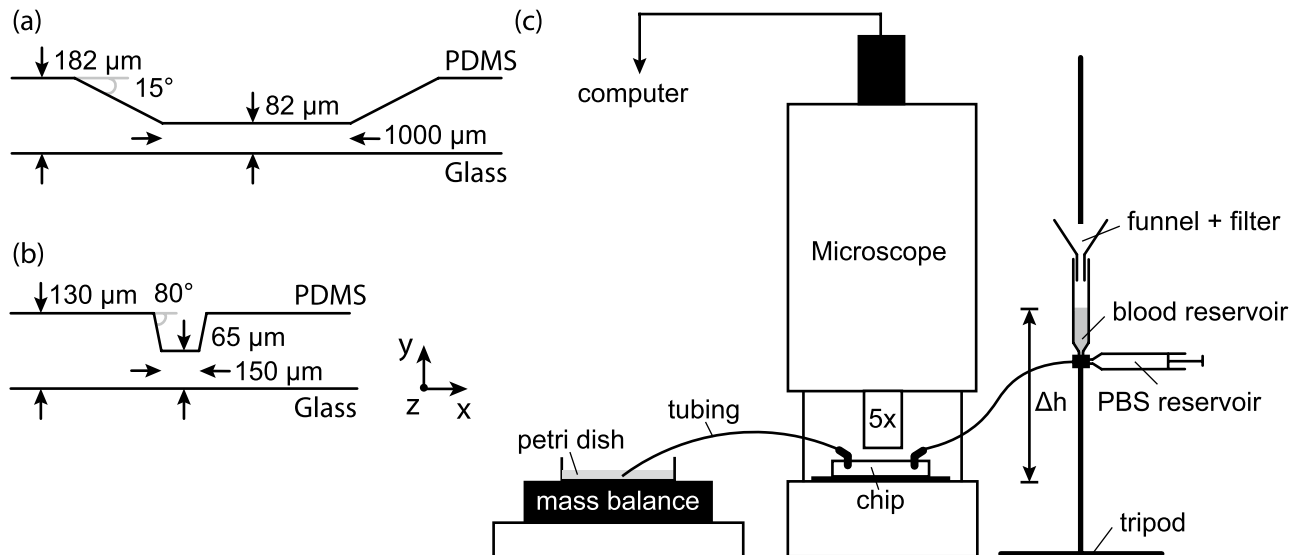 (a)
182 μm
PDMS
15°
82 μm
1000 μm
Glass
(b)
130 μm
80°
PDMS
65 μm
150 μm
Glass
y
z
x
(c)
computer
Microscope
5x
funnel + filter
blood reservoir
PBS reservoir
Δh
tubing
petri dish
mass balance
chip
tripod